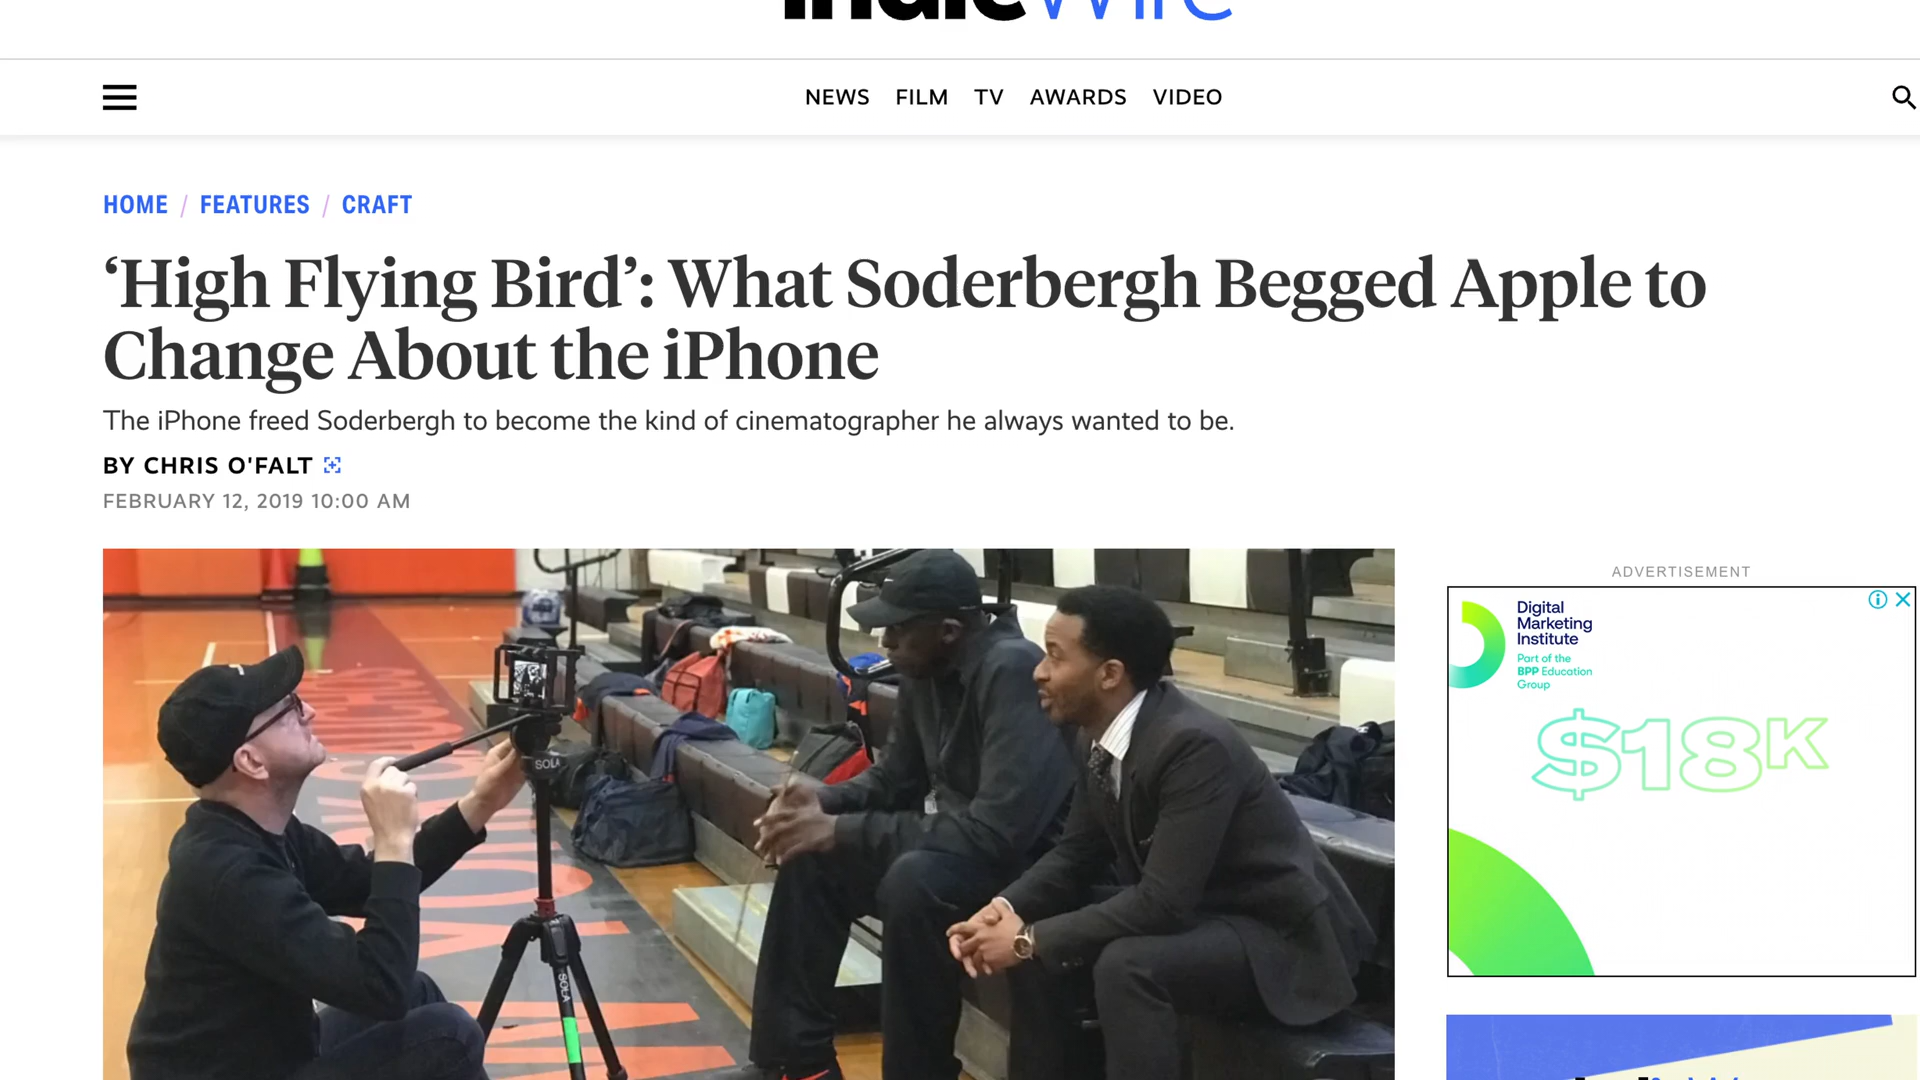 indieWire
NEWS FILM TV AWARDS VIDEO
HOME / FEATURES / CRAFT
‘High Flying Bird’: What Soderbergh Begged Apple to
Change About the iPhone
The iPhone freed Soderbergh to become the kind of cinematographer he always wanted to be.
BY CHRIS O'FALT
FEBRUARY 12, 2019 10:00 AM
ADVERTISEMENT
Digital
Marketing
Institute
Part of the
BPP Education
Group
$18K
SOLA
SOLA